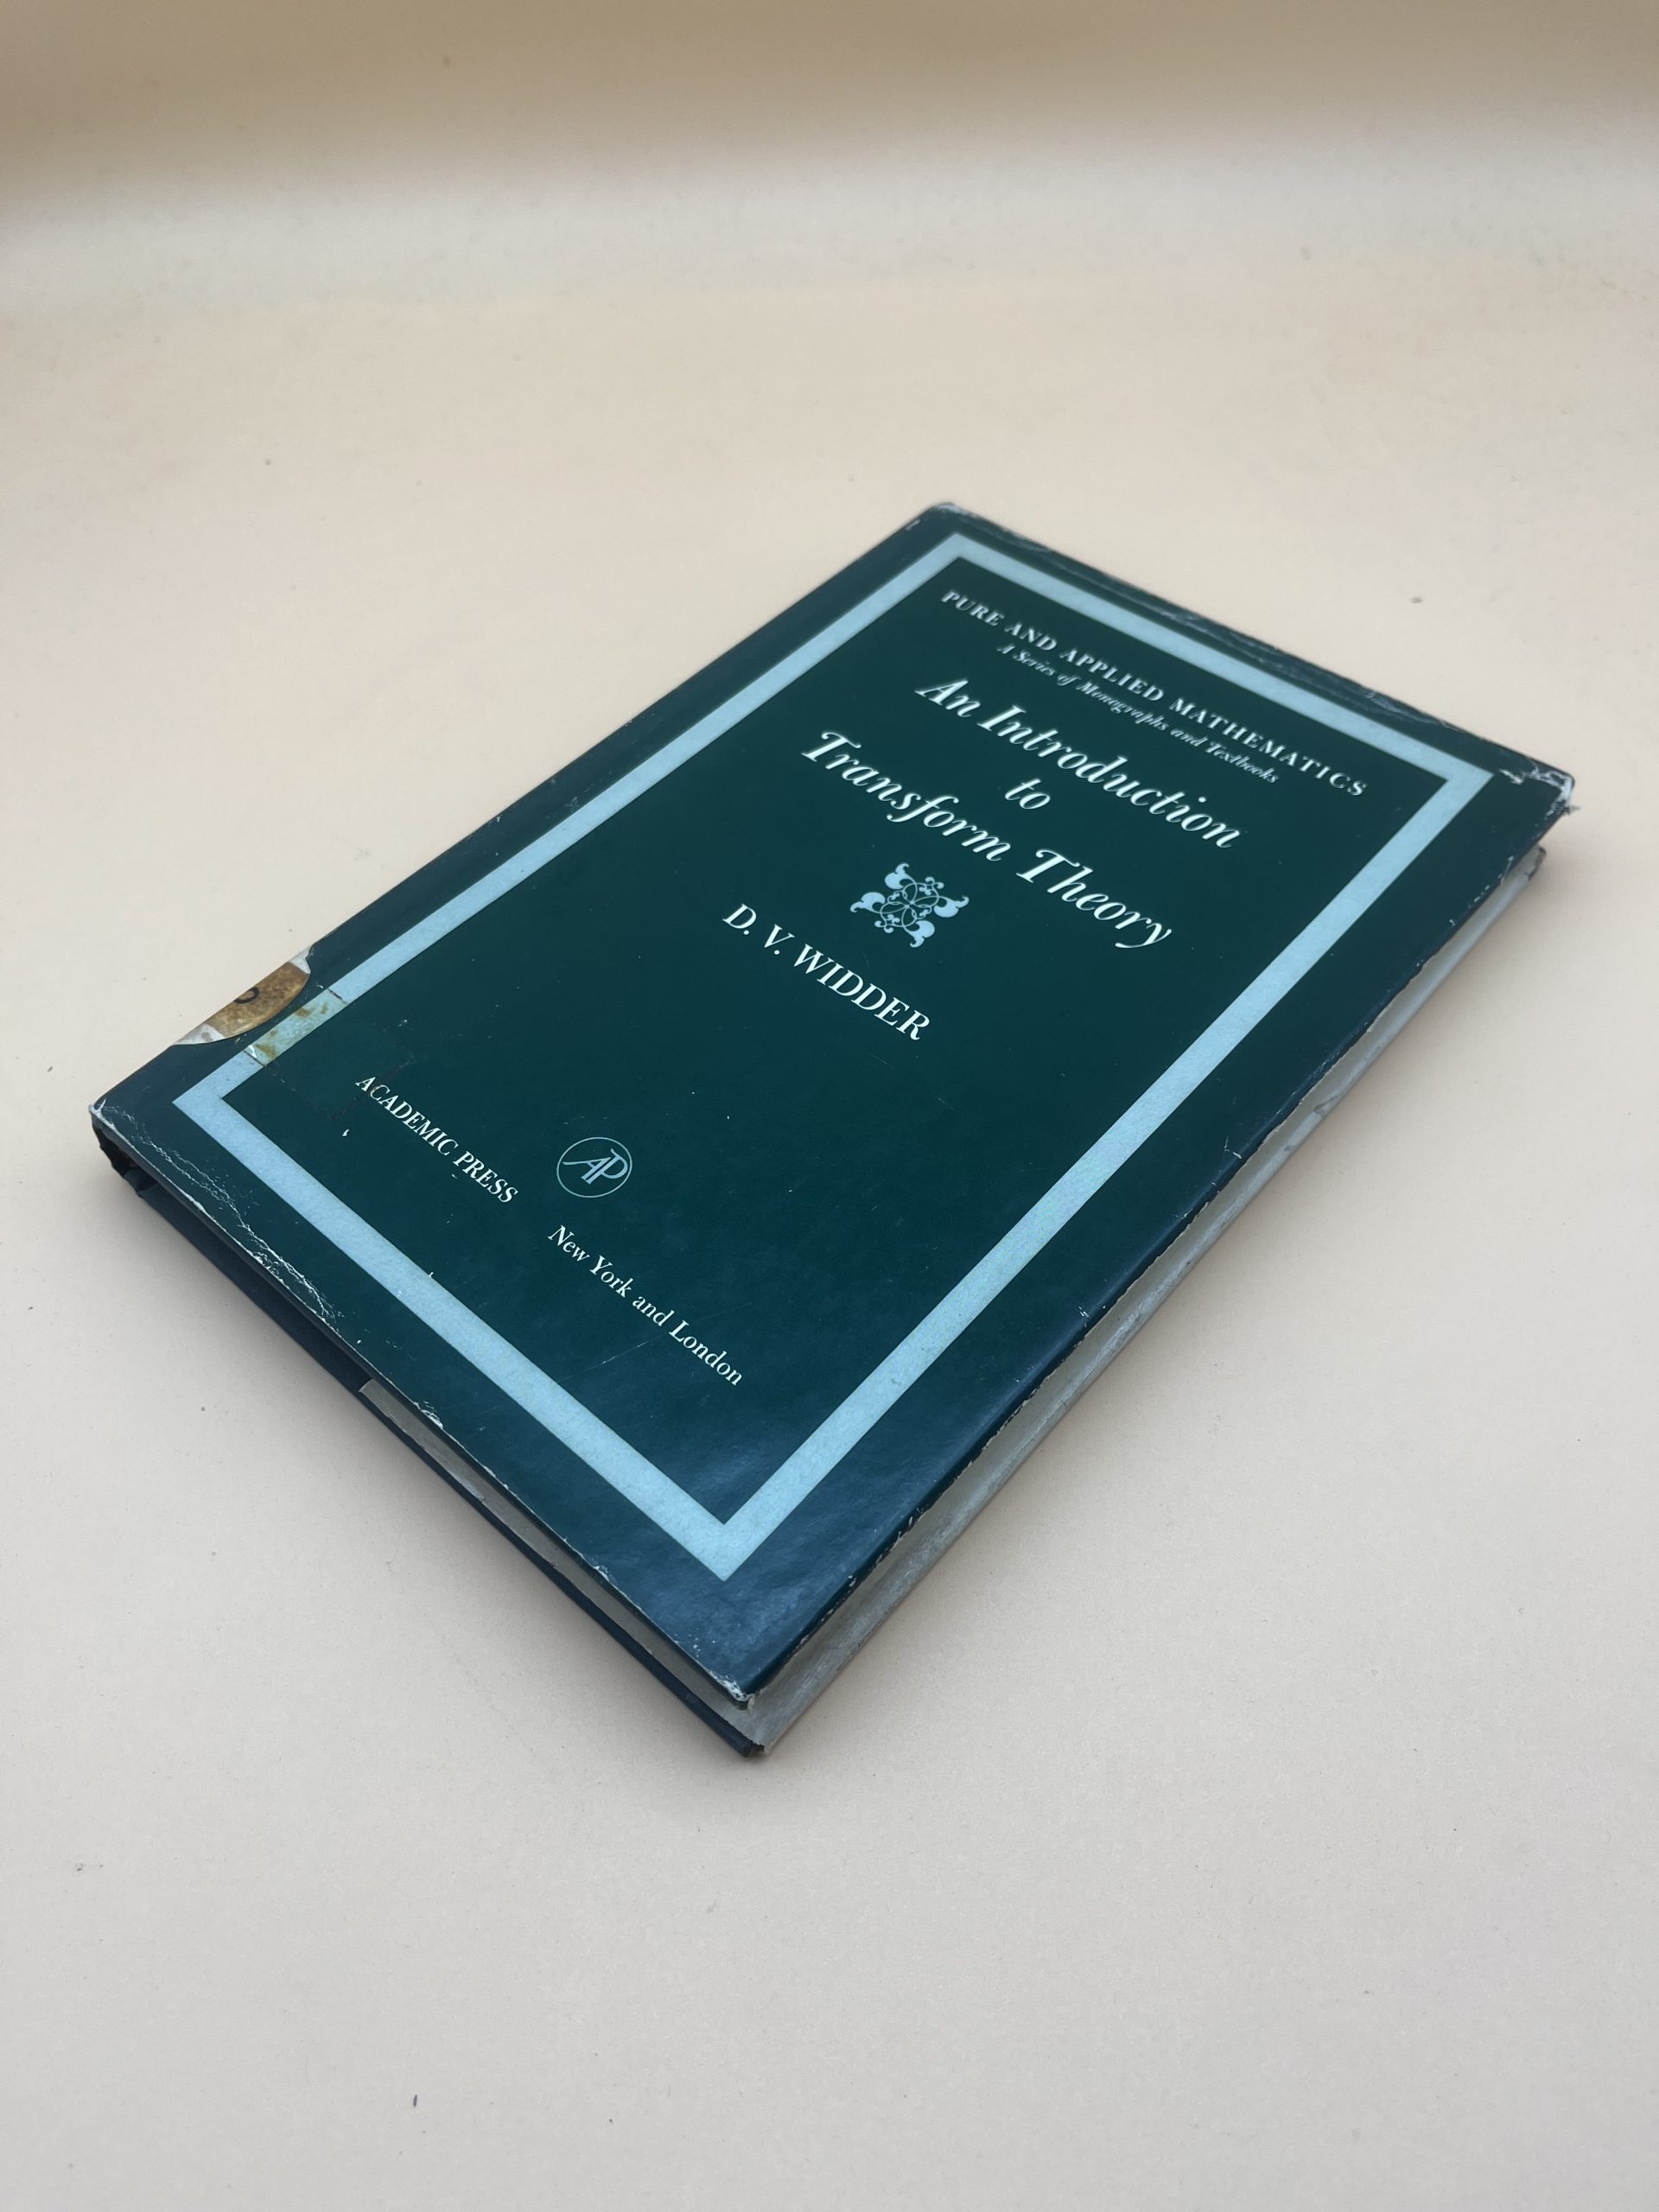 PURE AND APPLIED MATHEMATICS
A Series of Monographs and Textbooks
An Introduction
to
Transform Theory
D. V. WIDDER
ACADEMIC PRESS
AP
New York and London